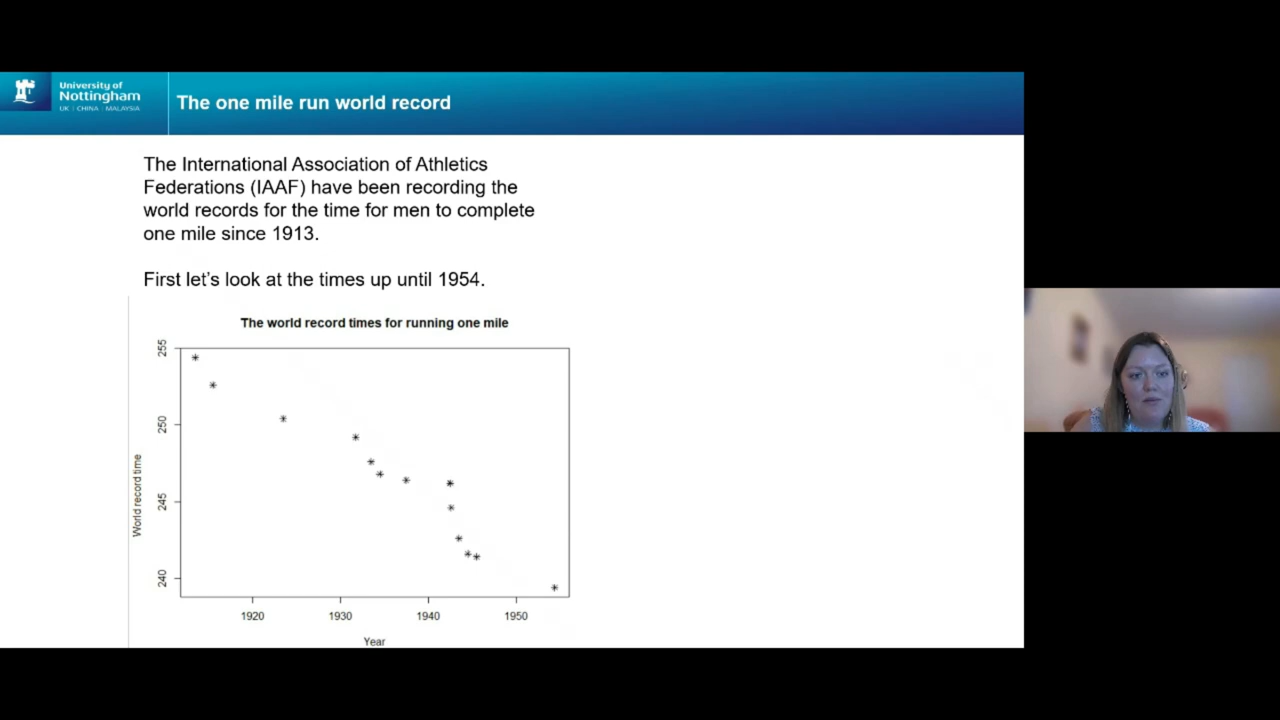 University of
Nottingham
UK | CHINA | MALAYSIA
The one mile run world record
The International Association of Athletics
Federations (IAAF) have been recording the
world records for the time for men to complete
one mile since 1913.
First let's look at the times up until 1954.
The world record times for running one mile
World record time
255
250
245
240
1920 1930 1940 1950
Year